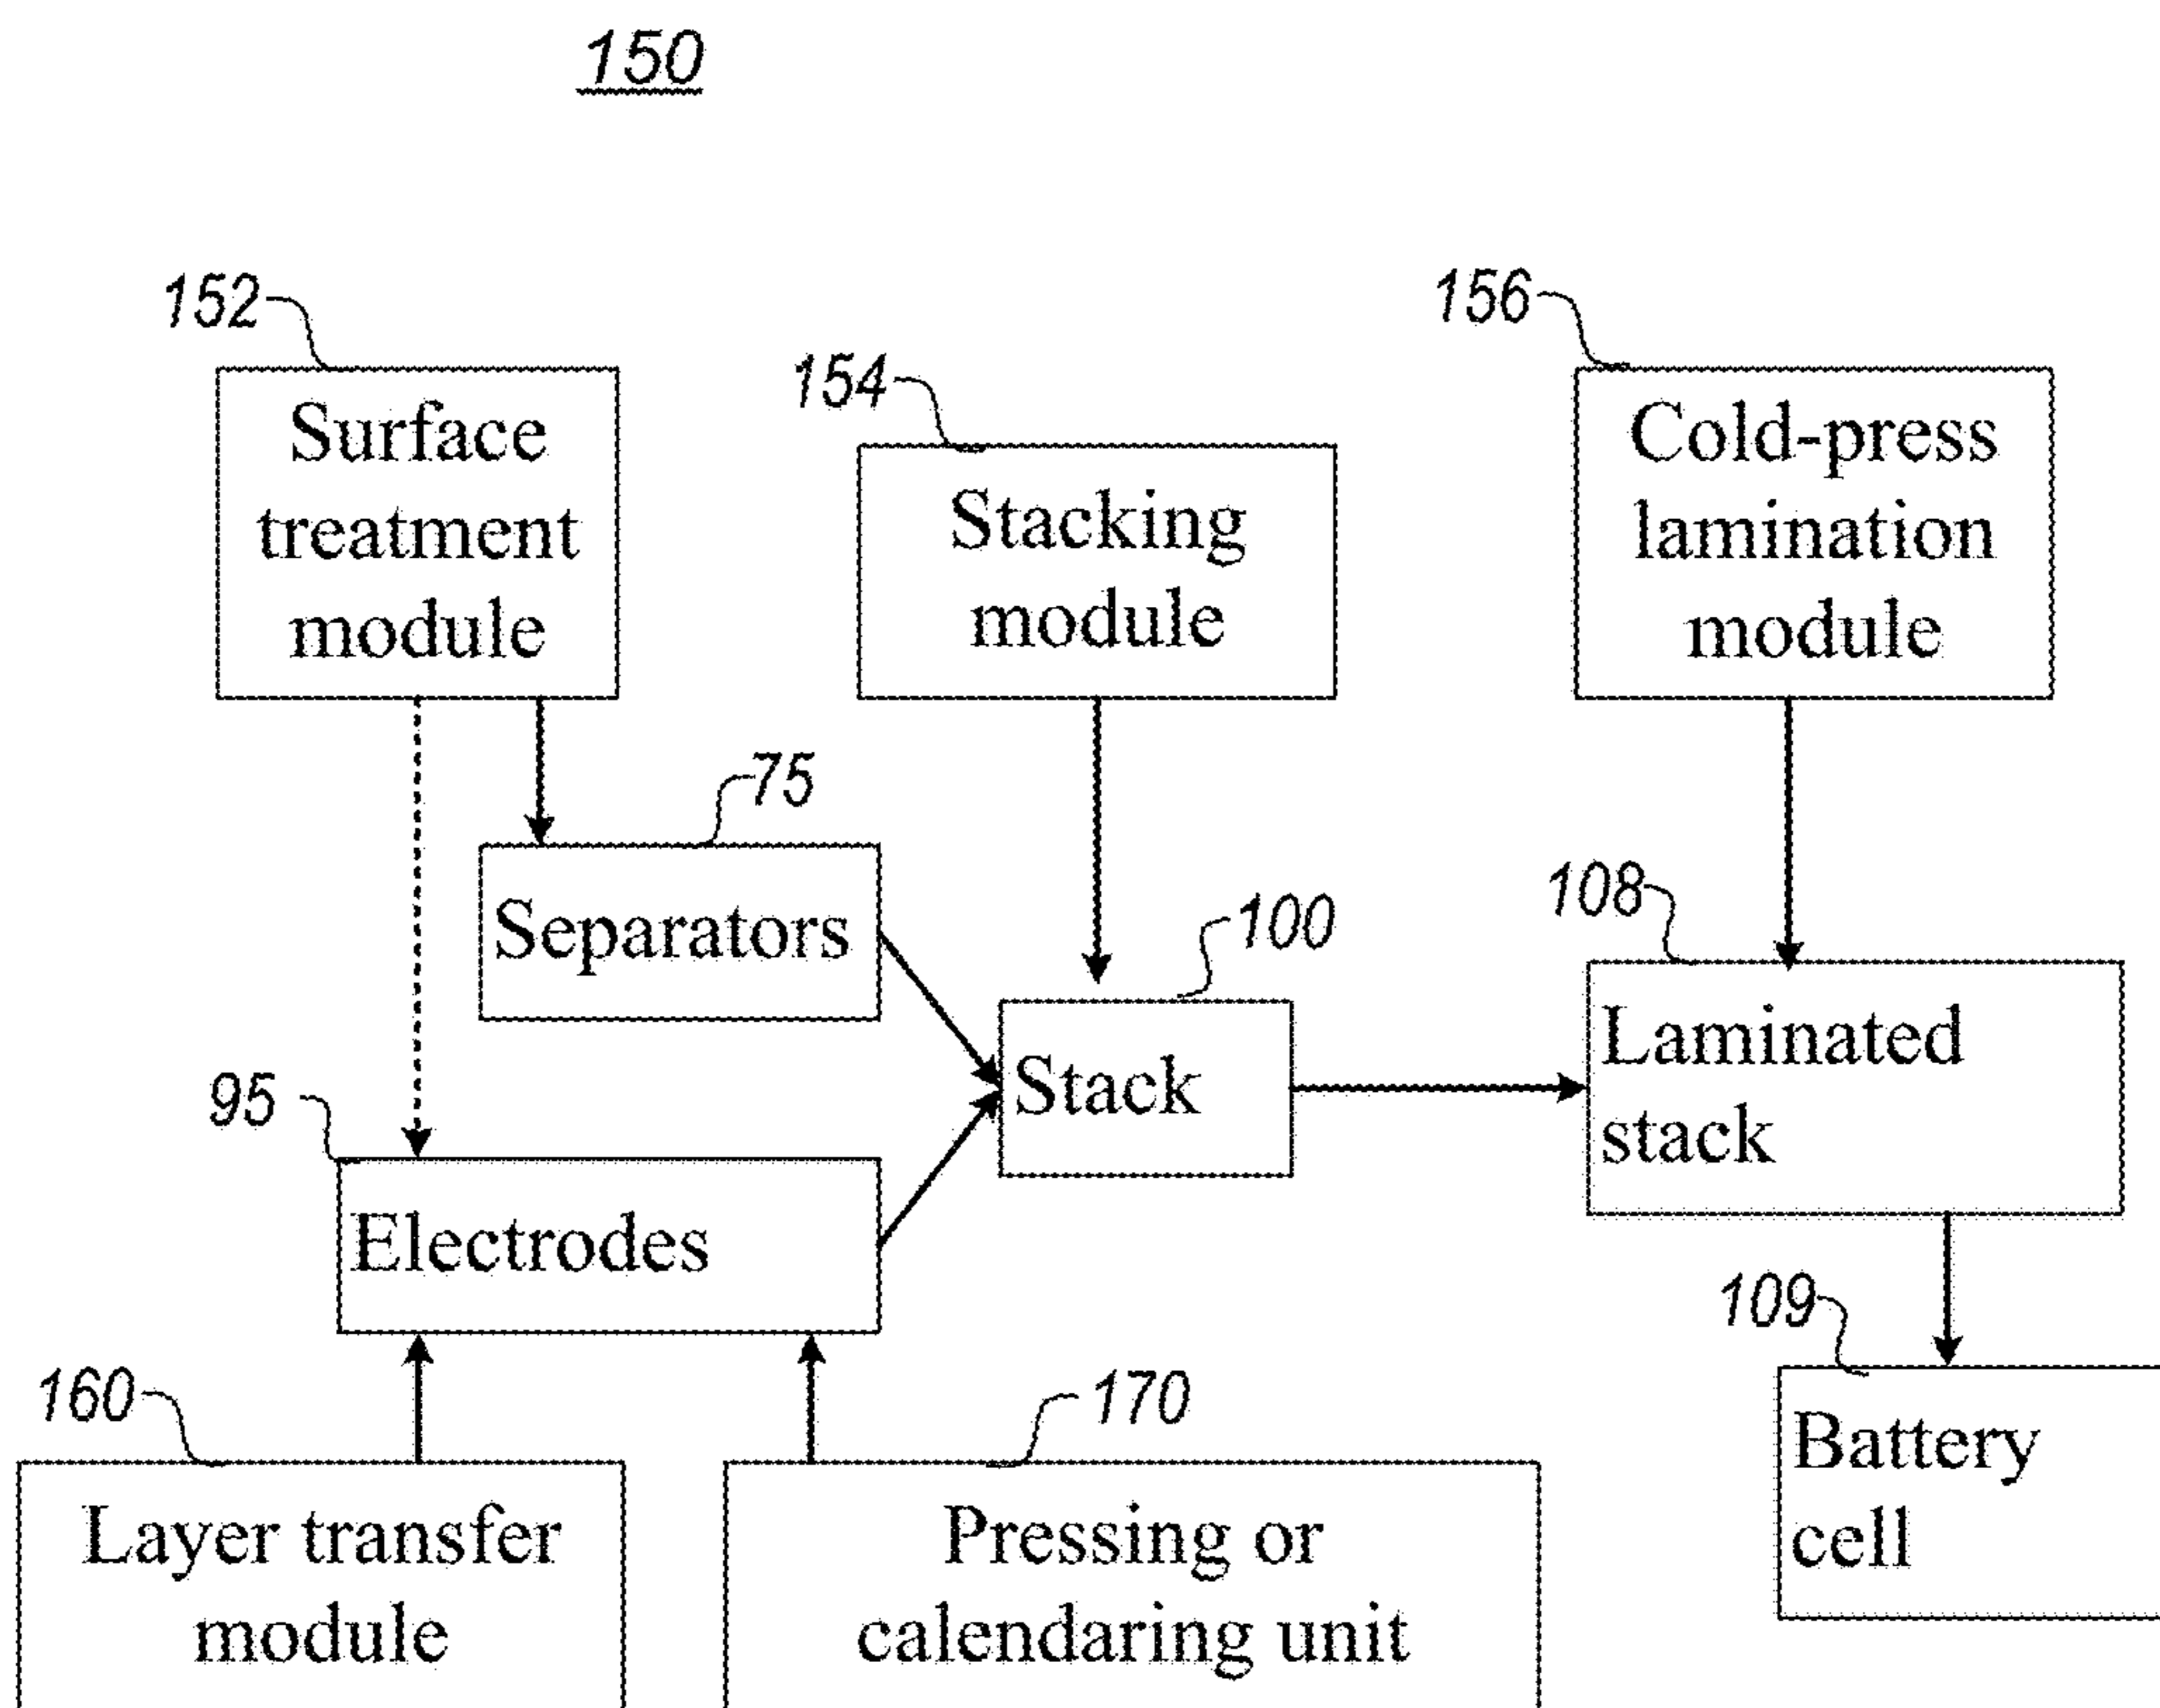 150
152
Surface
treatment
module
154
Stacking
module
156
Cold-press
lamination
module
75
Separators
100
Stack
108
Laminated
stack
95
Electrodes
109
Battery
cell
160
Layer transfer
module
170
Pressing or
calendaring unit